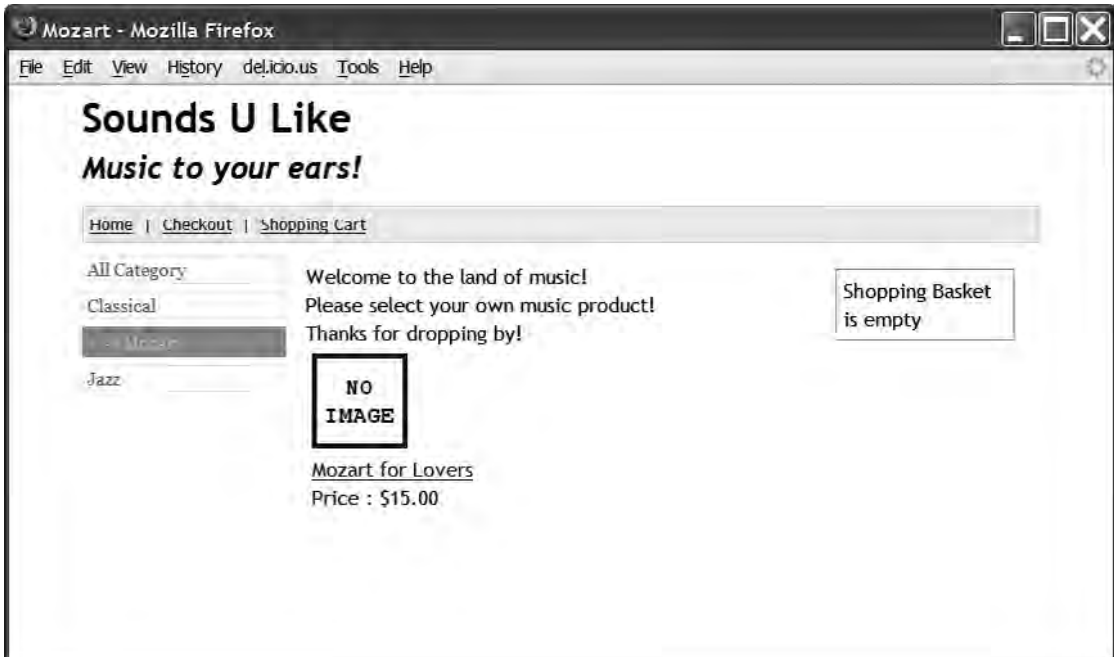 Mozart - Mozilla Firefox
File Edit View History del.icio.us Tools Help
Sounds U Like
Music to your ears!
Home | Checkout | Shopping Cart
All Category
Classical
Mozart
Jazz
Welcome to the land of music!
Please select your own music product!
Thanks for dropping by!
NO
IMAGE
Mozart for Lovers
Price : $15.00
Shopping Basket
is empty